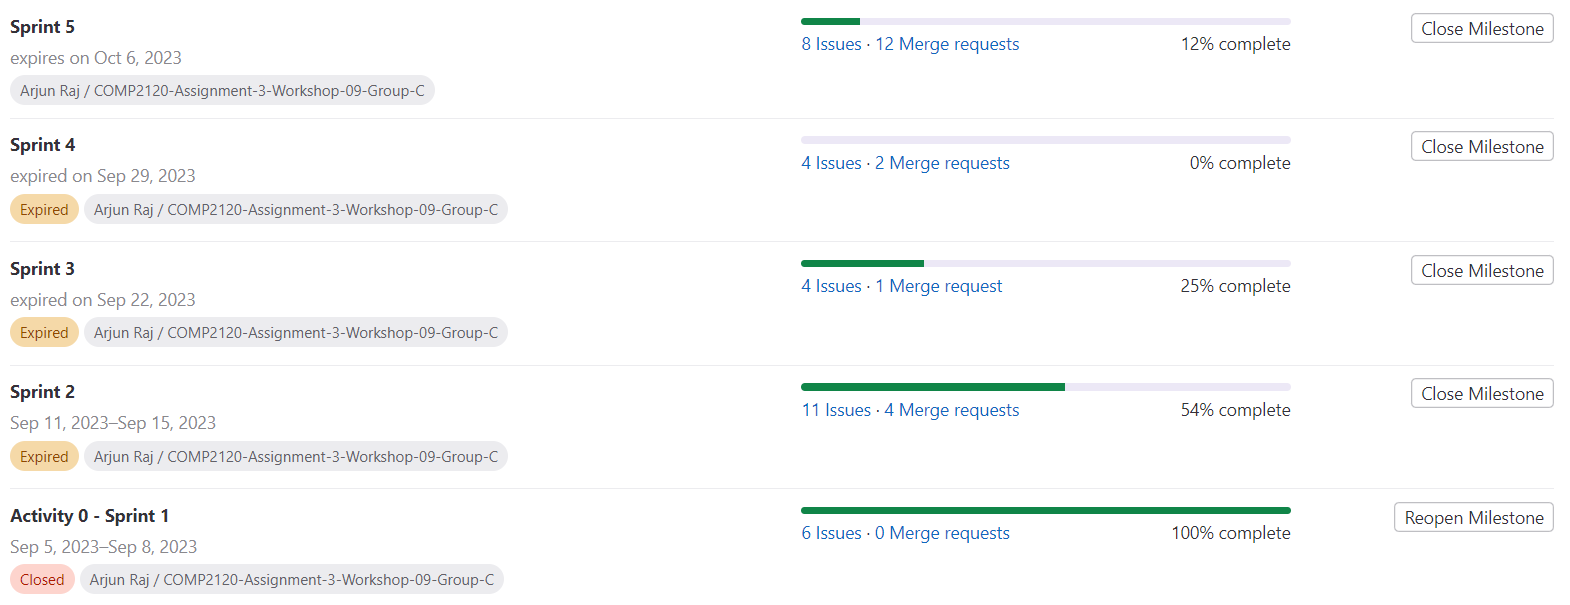 Sprint 5
8 Issues · 12 Merge requests
12% complete
Close Milestone
expires on Oct 6, 2023
Arjun Raj / COMP2120-Assignment-3-Workshop-09-Group-C
Sprint 4
4 Issues · 2 Merge requests
0% complete
Close Milestone
expired on Sep 29, 2023
Expired
Arjun Raj / COMP2120-Assignment-3-Workshop-09-Group-C
Sprint 3
4 Issues · 1 Merge request
25% complete
Close Milestone
expired on Sep 22, 2023
Expired
Arjun Raj / COMP2120-Assignment-3-Workshop-09-Group-C
Sprint 2
11 Issues · 4 Merge requests
54% complete
Close Milestone
Sep 11, 2023–Sep 15, 2023
Expired
Arjun Raj / COMP2120-Assignment-3-Workshop-09-Group-C
Activity 0 - Sprint 1
6 Issues · 0 Merge requests
100% complete
Reopen Milestone
Sep 5, 2023–Sep 8, 2023
Closed
Arjun Raj / COMP2120-Assignment-3-Workshop-09-Group-C